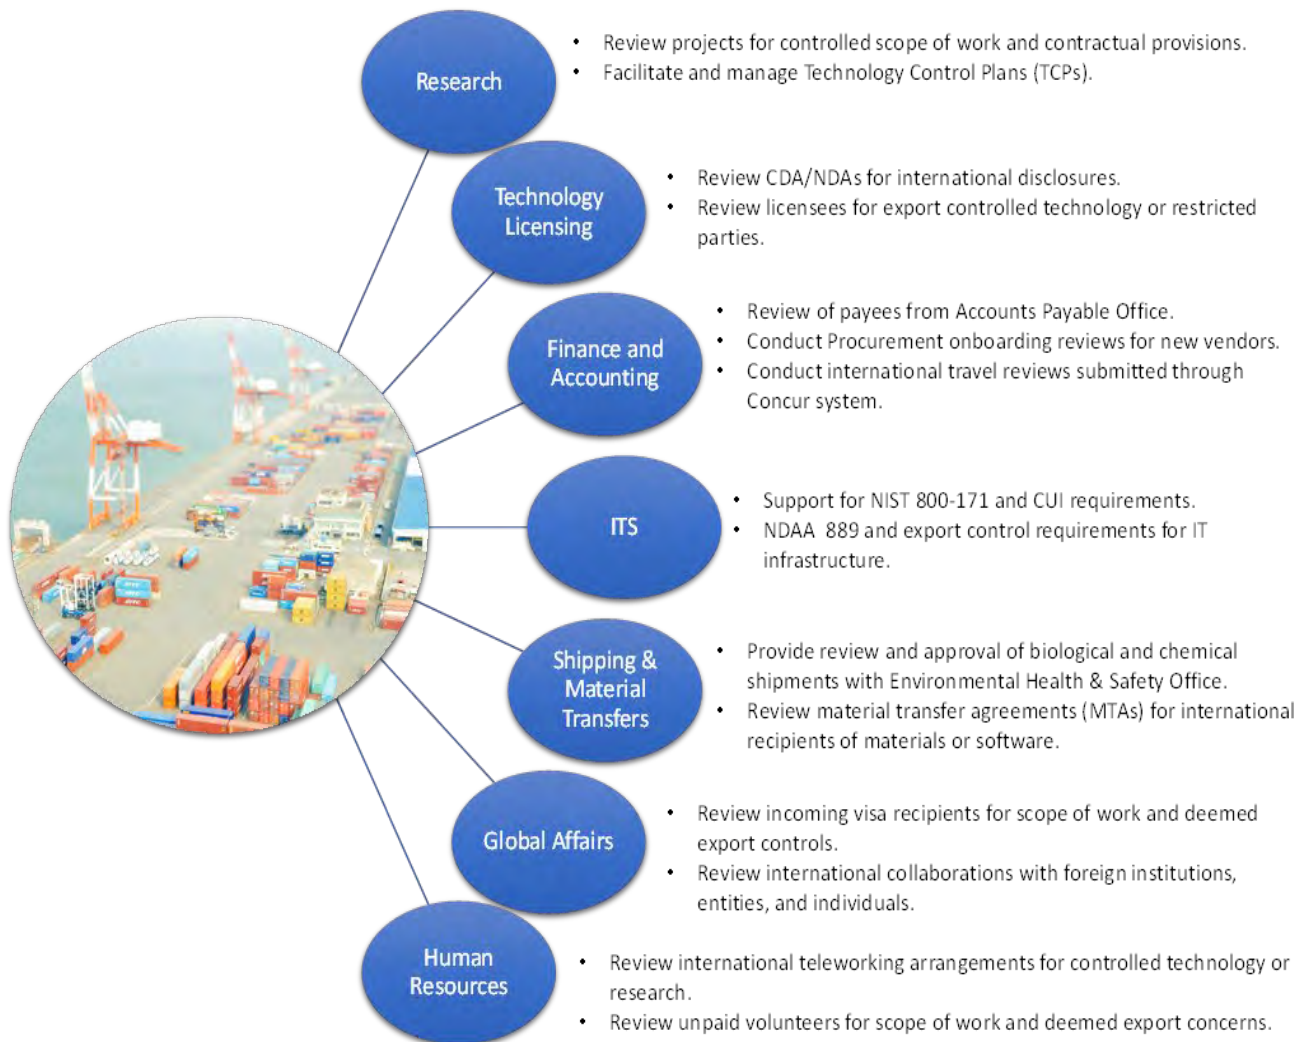 Research
• Review projects for controlled scope of work and contractual provisions.
• Facilitate and manage Technology Control Plans (TCPs).
Technology
Licensing
• Review CDA/NDAs for international disclosures.
• Review licensees for export controlled technology or restricted
parties.
Finance and
Accounting
• Review of payees from Accounts Payable Office.
• Conduct Procurement onboarding reviews for new vendors.
• Conduct international travel reviews submitted through
Concur system.
ITS
• Support for NIST 800-171 and CUI requirements.
• NDAA 889 and export control requirements for IT
infrastructure.
Shipping &
Material
Transfers
• Provide review and approval of biological and chemical
shipments with Environmental Health & Safety Office.
• Review material transfer agreements (MTAs) for international
recipients of materials or software.
Global Affairs
• Review incoming visa recipients for scope of work and deemed
export controls.
• Review international collaborations with foreign institutions,
entities, and individuals.
Human
Resources
• Review international teleworking arrangements for controlled technology or
research.
• Review unpaid volunteers for scope of work and deemed export concerns.